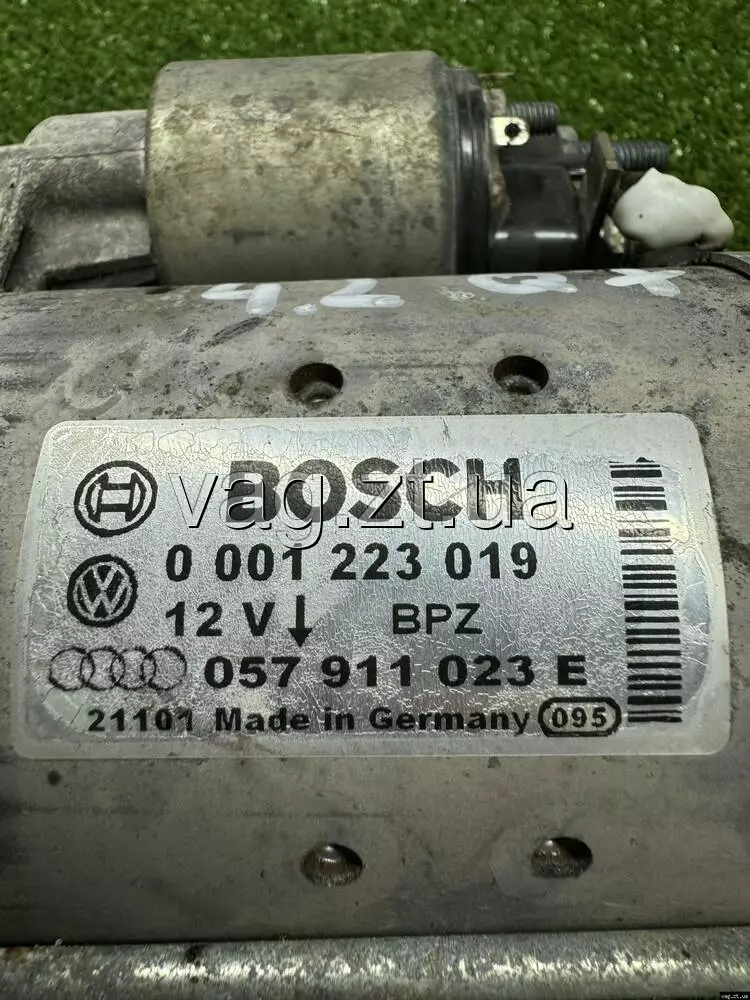 4.2 Q7
BOSCH
vag.zt.ua
0 001 223 019
12 V↓ BPZ
057 911 023 E
21101 Made in Germany 095
vag.zt.ua